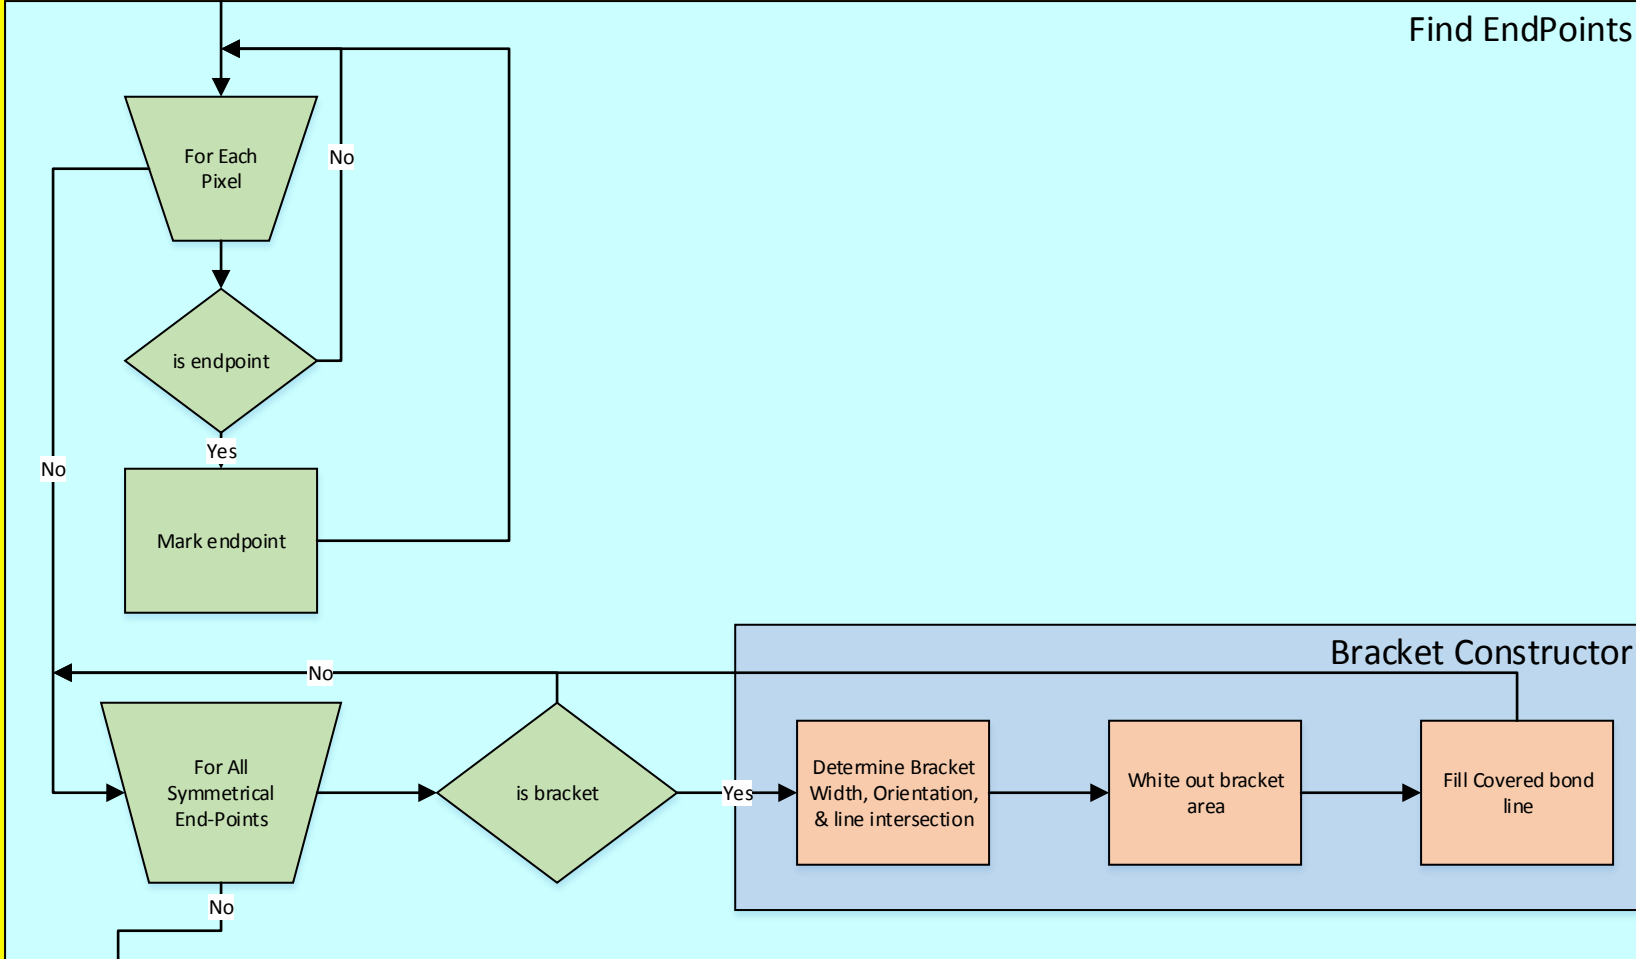 Find EndPoints
For Each
Pixel
No
is endpoint
Yes
No
Mark endpoint
Bracket Constructor
No
For All
Symmetrical
End-Points
is bracket
Yes
Determine Bracket
Width, Orientation,
& line intersection
White out bracket
area
Fill Covered bond
line
No